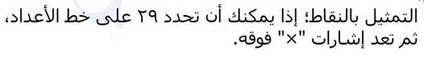 التمثيل بالنقاط؛ إذا يمكنك أن تحدد ٢٩ على خط الأعداد،
ثم تعد إشارات "×" فوقه.